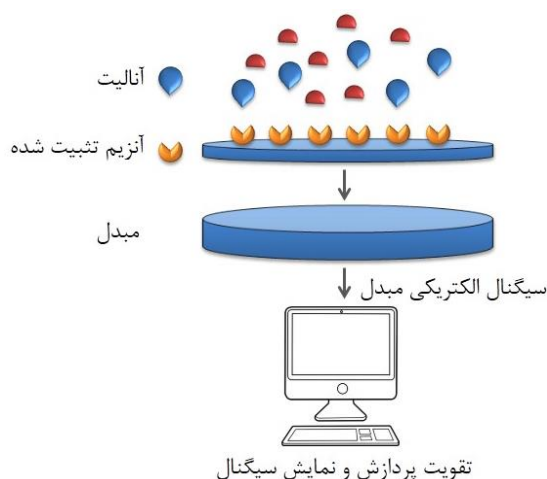 آنالیت
آنزیم تثبیت شده
مبدل
سیگنال الکتریکی مبدل
تقویت پردازش و نمایش سیگنال